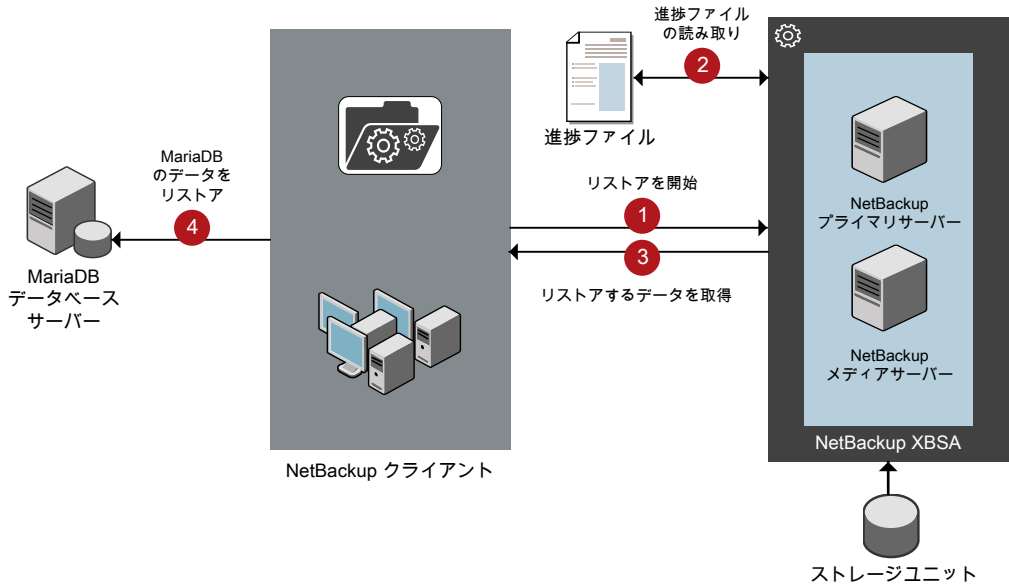 進捗ファイル
の読み取り
2
進捗ファイル
MariaDB
のデータを
リストア
4
MariaDB
データベース
サーバー
リストアを開始
1
3
リストアするデータを取得
NetBackup
プライマリサーバー
NetBackup
メディアサーバー
NetBackup XBSA
NetBackup クライアント
ストレージユニット